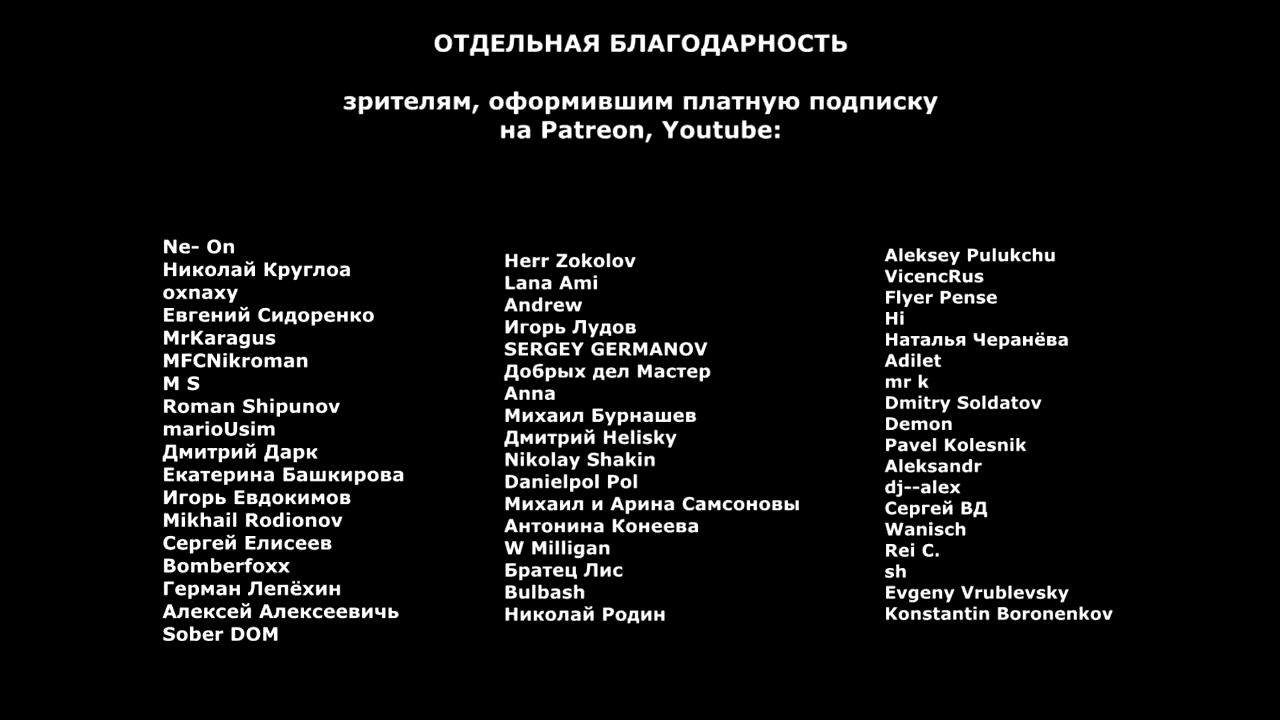 ОТДЕЛЬНАЯ БЛАГОДАРНОСТЬ
зрителям, оформившим платную подписку
на Patreon, Youtube:
Ne- On
Николай Круглоа
oxnaxy
Евгений Сидоренко
MrKaragus
MFCNikroman
M S
Roman Shipunov
marioUsim
Дмитрий Дарк
Екатерина Башкирова
Игорь Евдокимов
Mikhail Rodionov
Сергей Елисеев
Bomberfoxx
Герман Лепёхин
Алексей Алексеевичь
Sober DOM
Herr Zokolov
Lana Ami
Andrew
Игорь Лудов
SERGEY GERMANOV
Добрых дел Мастер
Anna
Михаил Бурнашев
Дмитрий Helisky
Nikolay Shakin
Danielpol Pol
Михаил и Арина Самсоновы
Антонина Конеева
W Milligan
Братец Лис
Bulbash
Николай Родин
Aleksey Pulukchu
VicencRus
Flyer Pense
Hi
Наталья Черанёва
Adilet
mr k
Dmitry Soldatov
Demon
Pavel Kolesnik
Aleksandr
dj--alex
Сергей ВД
Wanisch
Rei C.
sh
Evgeny Vrublevsky
Konstantin Boronenkov